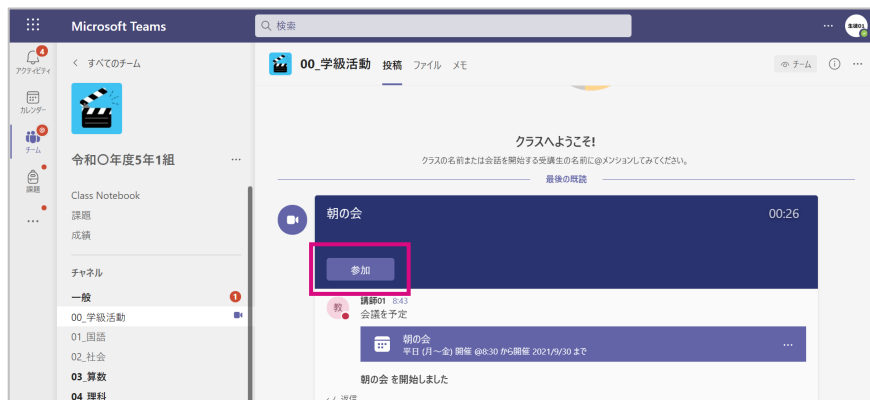 Microsoft Teams
検索
生徒01
4
アクティビティ
カレンダー
チーム
課題
すべてのチーム
令和〇年度5年1組
Class Notebook
課題
成績
チャネル
一般
1
00_学級活動
01_国語
02_社会
03_算数
04_理科
00_学級活動 投稿 ファイル メモ
チーム
クラスへようこそ!
クラスの名前または会話を開始する受講生の名前に@メンションしてみてください。
最後の既読
朝の会 00:26
参加
教
講師01 8:43
会議を予定
朝の会
平日 (月～金) 開催 @8:30 から開催 2021/9/30 まで
朝の会 を開始しました
返信